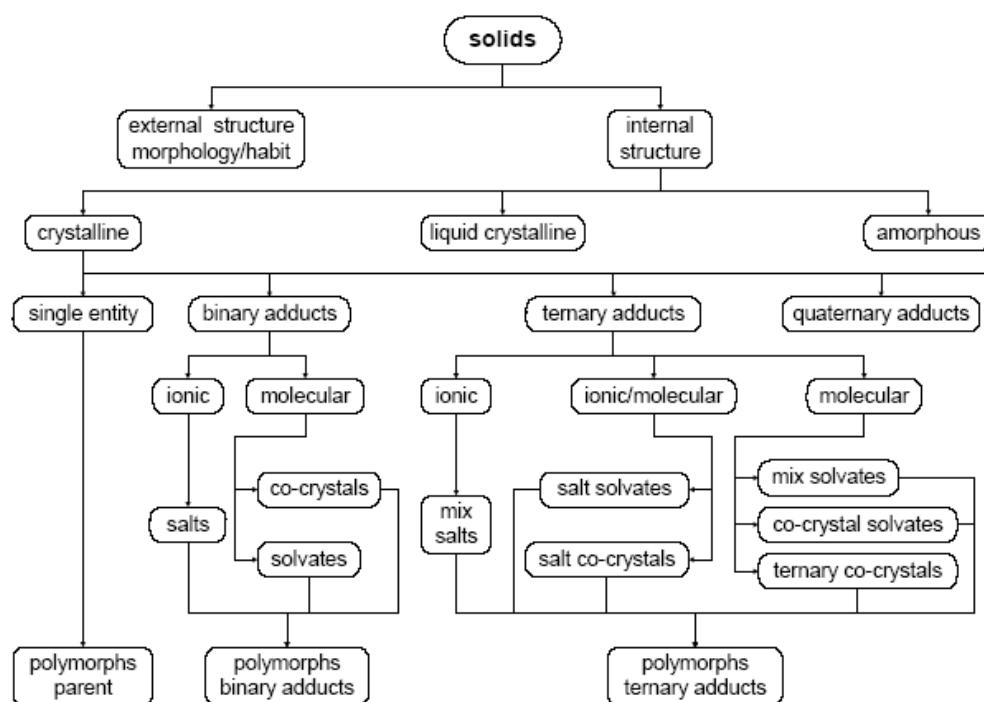 solids
external structure
morphology/habit
internal
structure
crystalline
liquid crystalline
amorphous
single entity
binary adducts
ternary adducts
quaternary adducts
ionic
molecular
ionic
ionic/molecular
molecular
co-crystals
salt solvates
mix solvates
salts
mix
salts
co-crystal solvates
solvates
salt co-crystals
ternary co-crystals
polymorphs
parent
polymorphs
binary adducts
polymorphs
ternary adducts